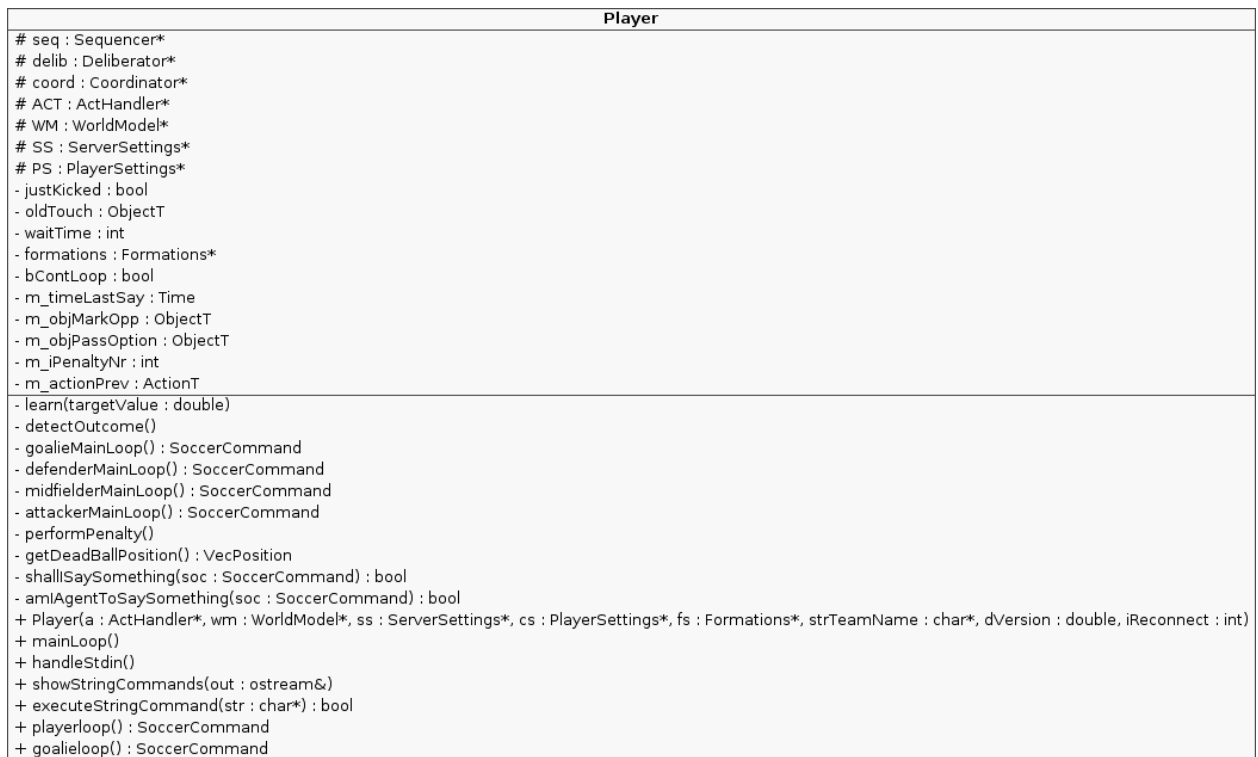 Player
# seq : Sequencer*
# delib : Deliberator*
# coord : Coordinator*
# ACT : ActHandler*
# WM : WorldModel*
# SS : ServerSettings*
# PS : PlayerSettings*
- justKicked : bool
- oldTouch : ObjectT
- waitTime : int
- formations : Formations*
- bContLoop : bool
- m_timeLastSay : Time
- m_objMarkOpp : ObjectT
- m_objPassOption : ObjectT
- m_iPenaltyNr : int
- m_actionPrev : ActionT
- learn(targetValue : double)
- detectOutcome()
- goalieMainLoop() : SoccerCommand
- defenderMainLoop() : SoccerCommand
- midfielderMainLoop() : SoccerCommand
- attackerMainLoop() : SoccerCommand
- performPenalty()
- getDeadBallPosition() : VecPosition
- shallISaySomething(soc : SoccerCommand) : bool
- amIAgentToSaySomething(soc : SoccerCommand) : bool
+ Player(a : ActHandler*, wm : WorldModel*, ss : ServerSettings*, cs : PlayerSettings*, fs : Formations*, strTeamName : char*, dVersion : double, iReconnect : int)
+ mainLoop()
+ handleStdin()
+ showStringCommands(out : ostream&)
+ executeStringCommand(str : char*) : bool
+ playerloop() : SoccerCommand
+ goalieloop() : SoccerCommand